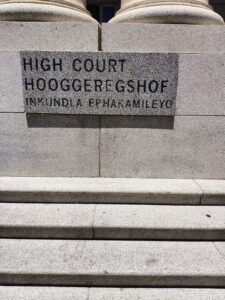 HIGH COURT
HOOGGEREGSHOF
INKUNDLA EPHAKAMILEYO